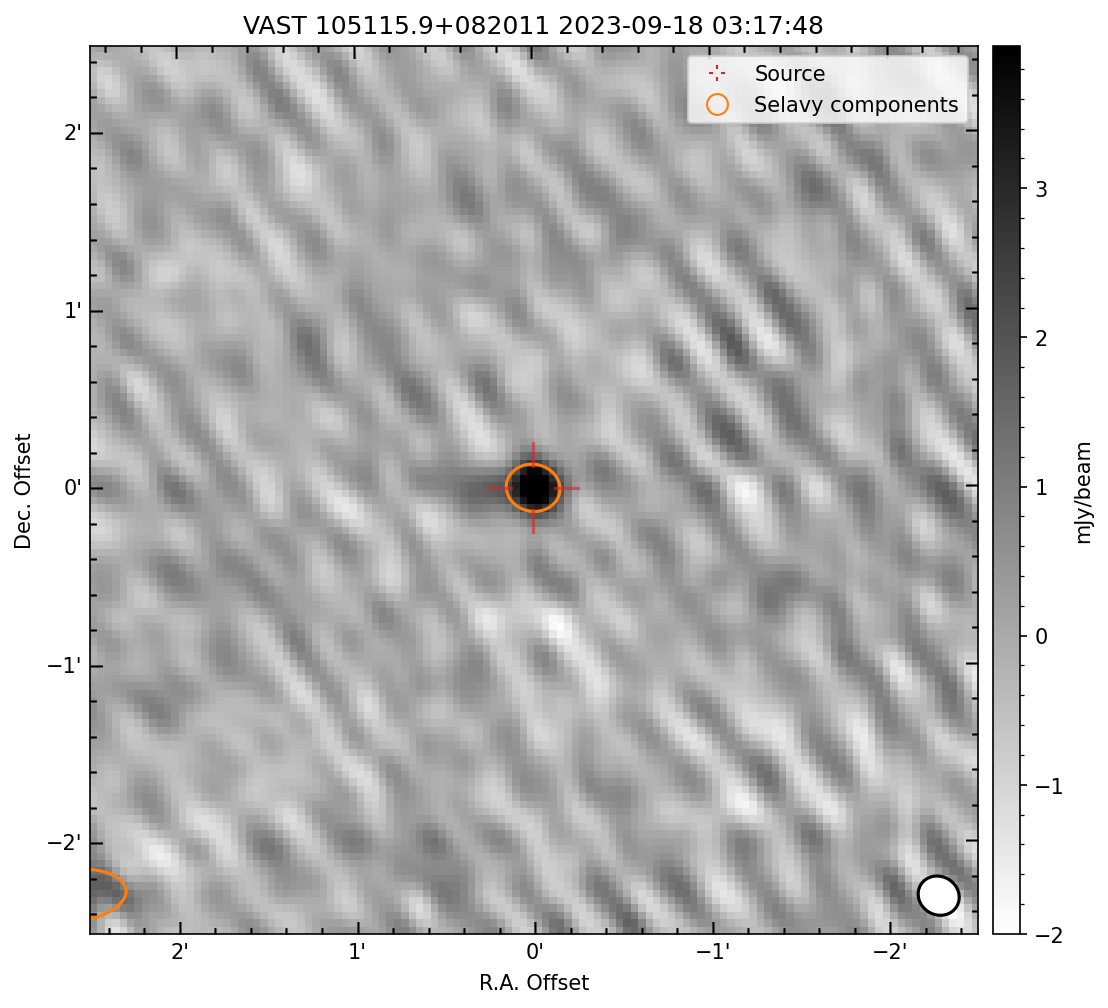 VAST 105115.9+082011 2023-09-18 03:17:48
Source
Selavy components
2'
1'
0'
−1'
−2'
Dec. Offset
2'
1'
0'
−1'
−2'
R.A. Offset
3
2
1
0
−1
−2
mJy/beam